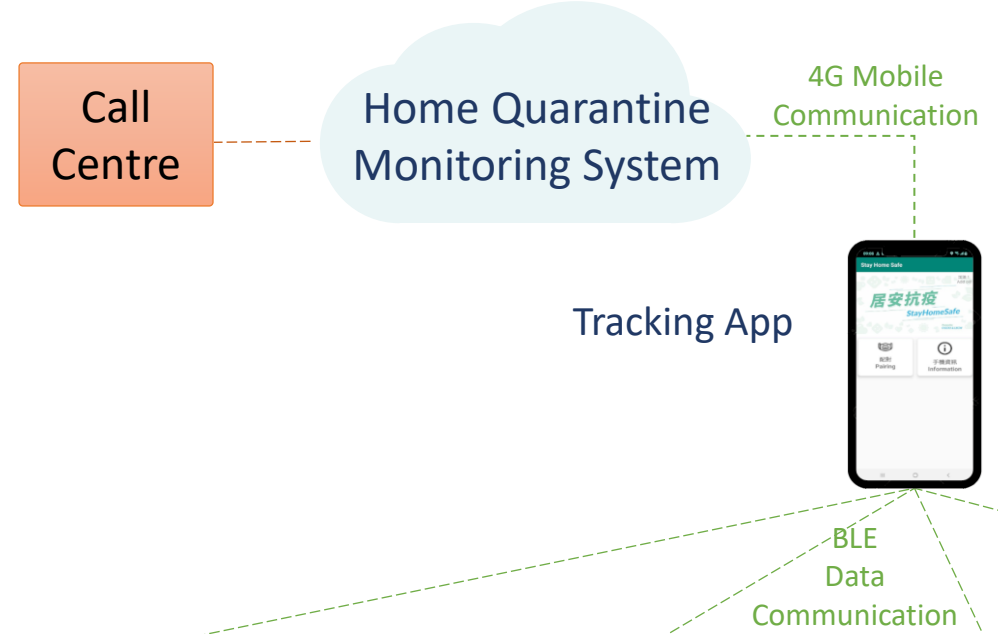 Call
Centre
Home Quarantine
Monitoring System
4G Mobile
Communication
Tracking App
Stay Home Safe
居安抗疫
StayHomeSafe
配對
Pairing
手機資訊
Information
BLE
Data
Communication